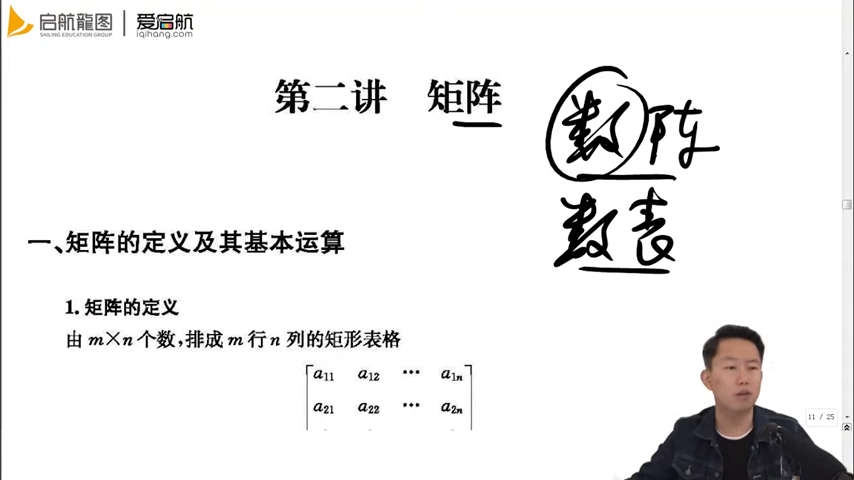 启航龍图 爱启航
SAILING EDUCATION GROUP iqihang.com
第二讲 矩阵
数阵
数表
一、矩阵的定义及其基本运算
1. 矩阵的定义
由 m×n 个数,排成 m 行 n 列的矩形表格
a11 a12 ⋯ a1n
a21 a22 ⋯ a2n
11 / 25